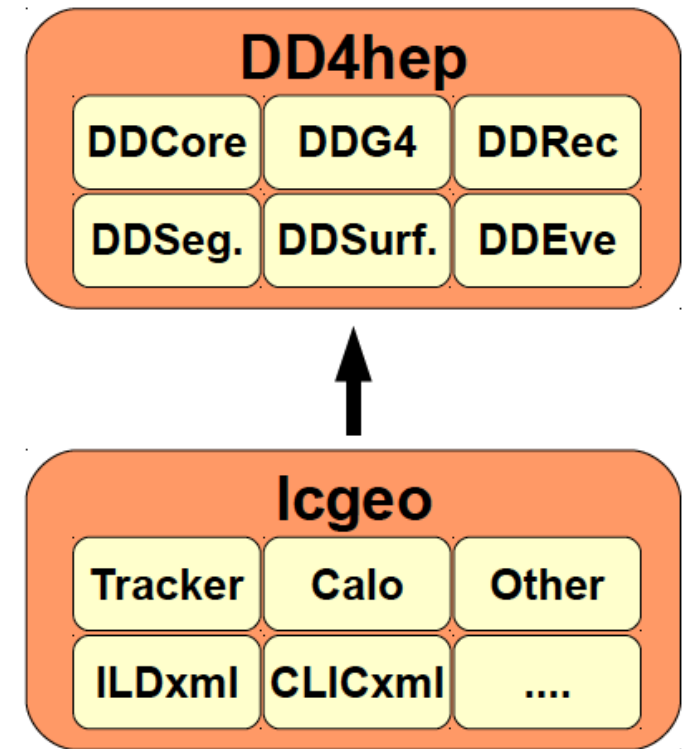 DD4hep
DDCore DDG4 DDRec
DDSeg. DDSurf. DDEve
lcgeo
Tracker Calo Other
ILDxml CLICxml ....